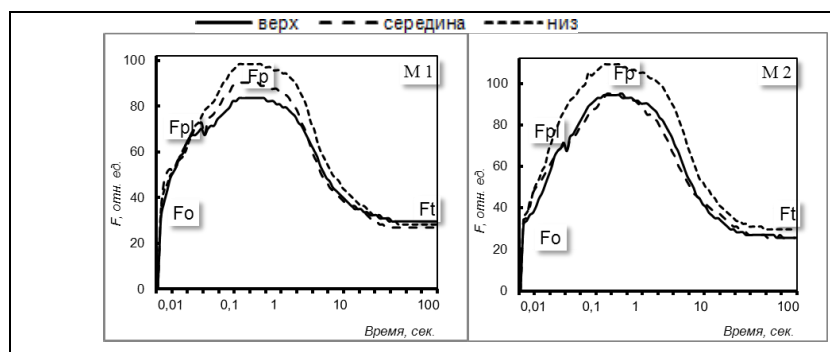 верх середина низ
M 1
100
80
60
40
20
0
F, отн. ед.
Fo
Fpl
Fp
Ft
0,01 0,1 1 10 100
Время, сек.
M 2
100
80
60
40
20
0
F, отн. ед.
Fo
Fpl
Fp
Ft
0,01 0,1 1 10 100
Время, сек.